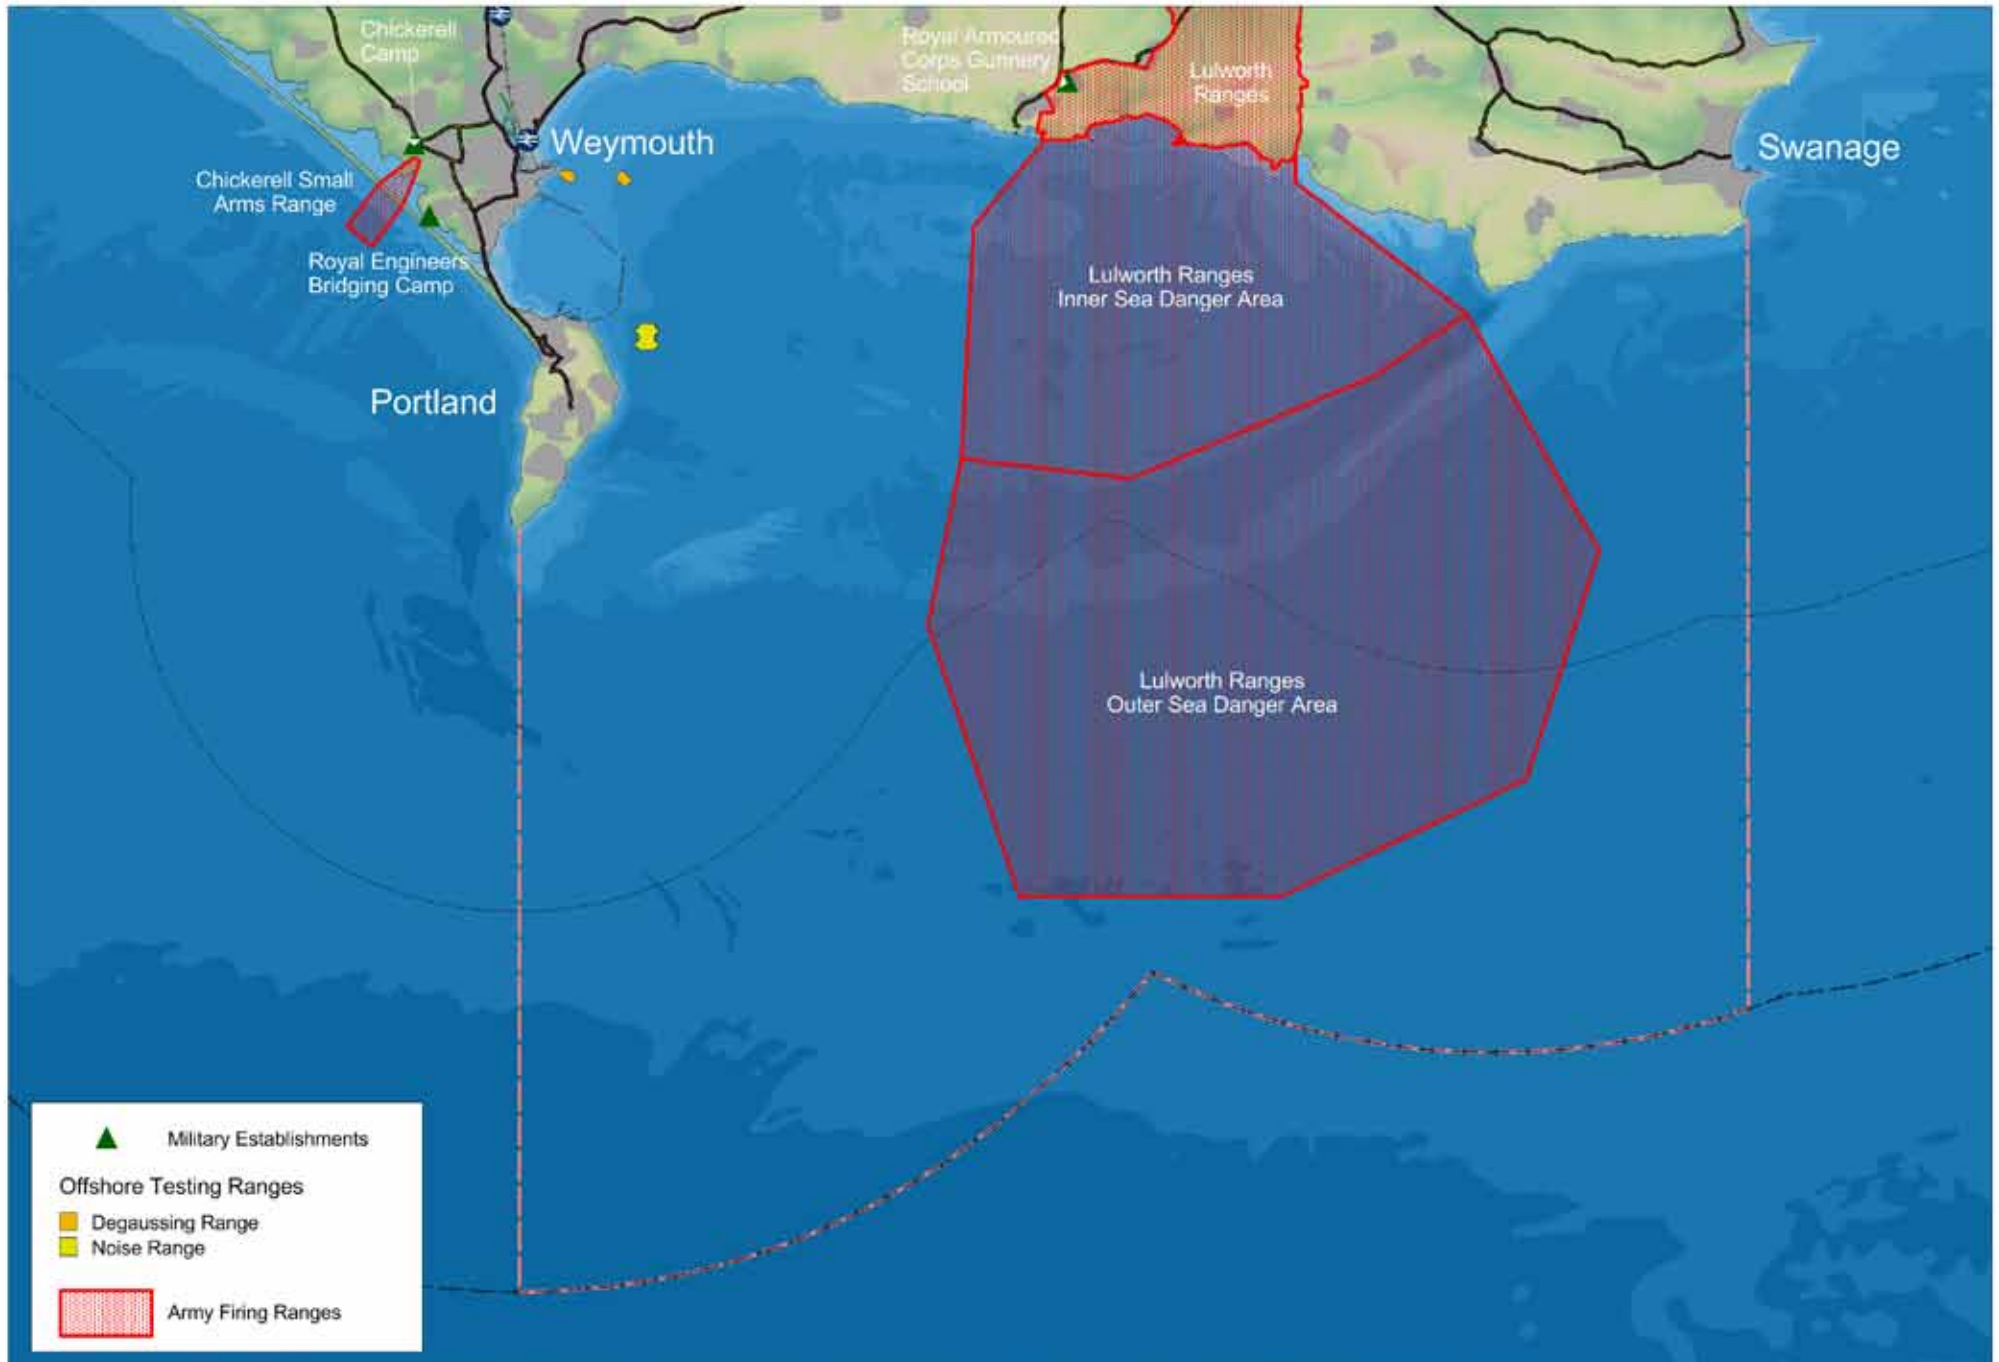 Chickerell
Camp
Royal Armoured
Corps Gunnery
School
Lulworth
Ranges
Weymouth
Swanage
Chickerell Small
Arms Range
Royal Engineers
Bridging Camp
Lulworth Ranges
Inner Sea Danger Area
Portland
Lulworth Ranges
Outer Sea Danger Area
Military Establishments
Offshore Testing Ranges
Degaussing Range
Noise Range
Army Firing Ranges